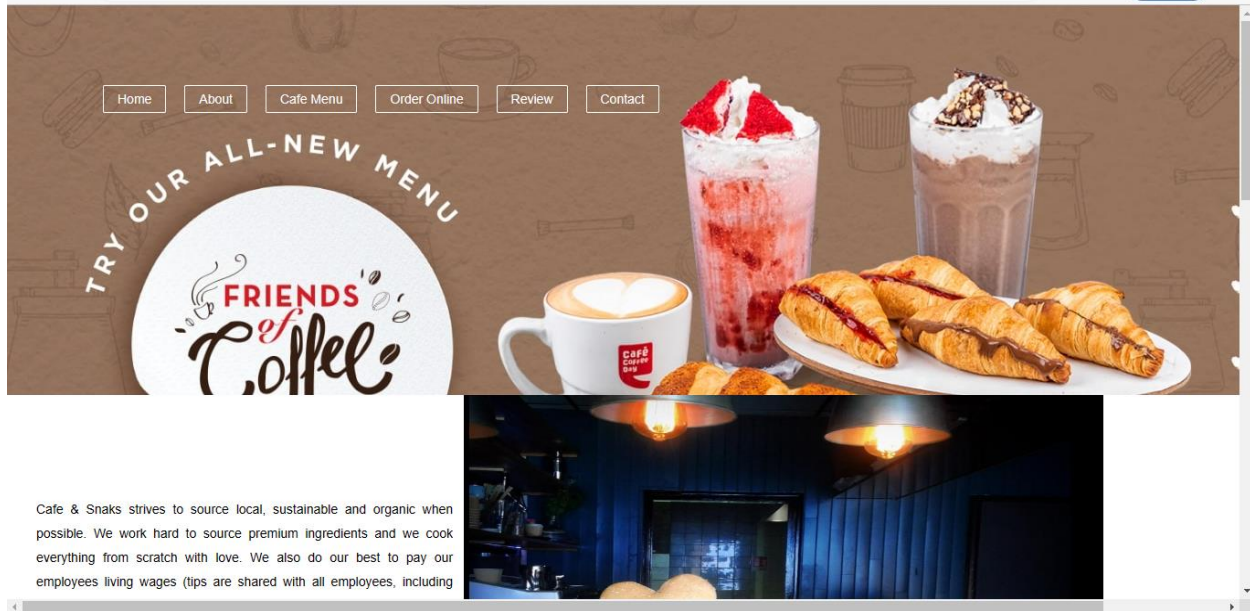 Home About Cafe Menu Order Online Review Contact
TRY OUR ALL-NEW MENU
FRIENDS
of
Coffee
Café
Coffee
Day
Cafe & Snaks strives to source local, sustainable and organic when
possible. We work hard to source premium ingredients and we cook
everything from scratch with love. We also do our best to pay our
employees living wages (tips are shared with all employees, including